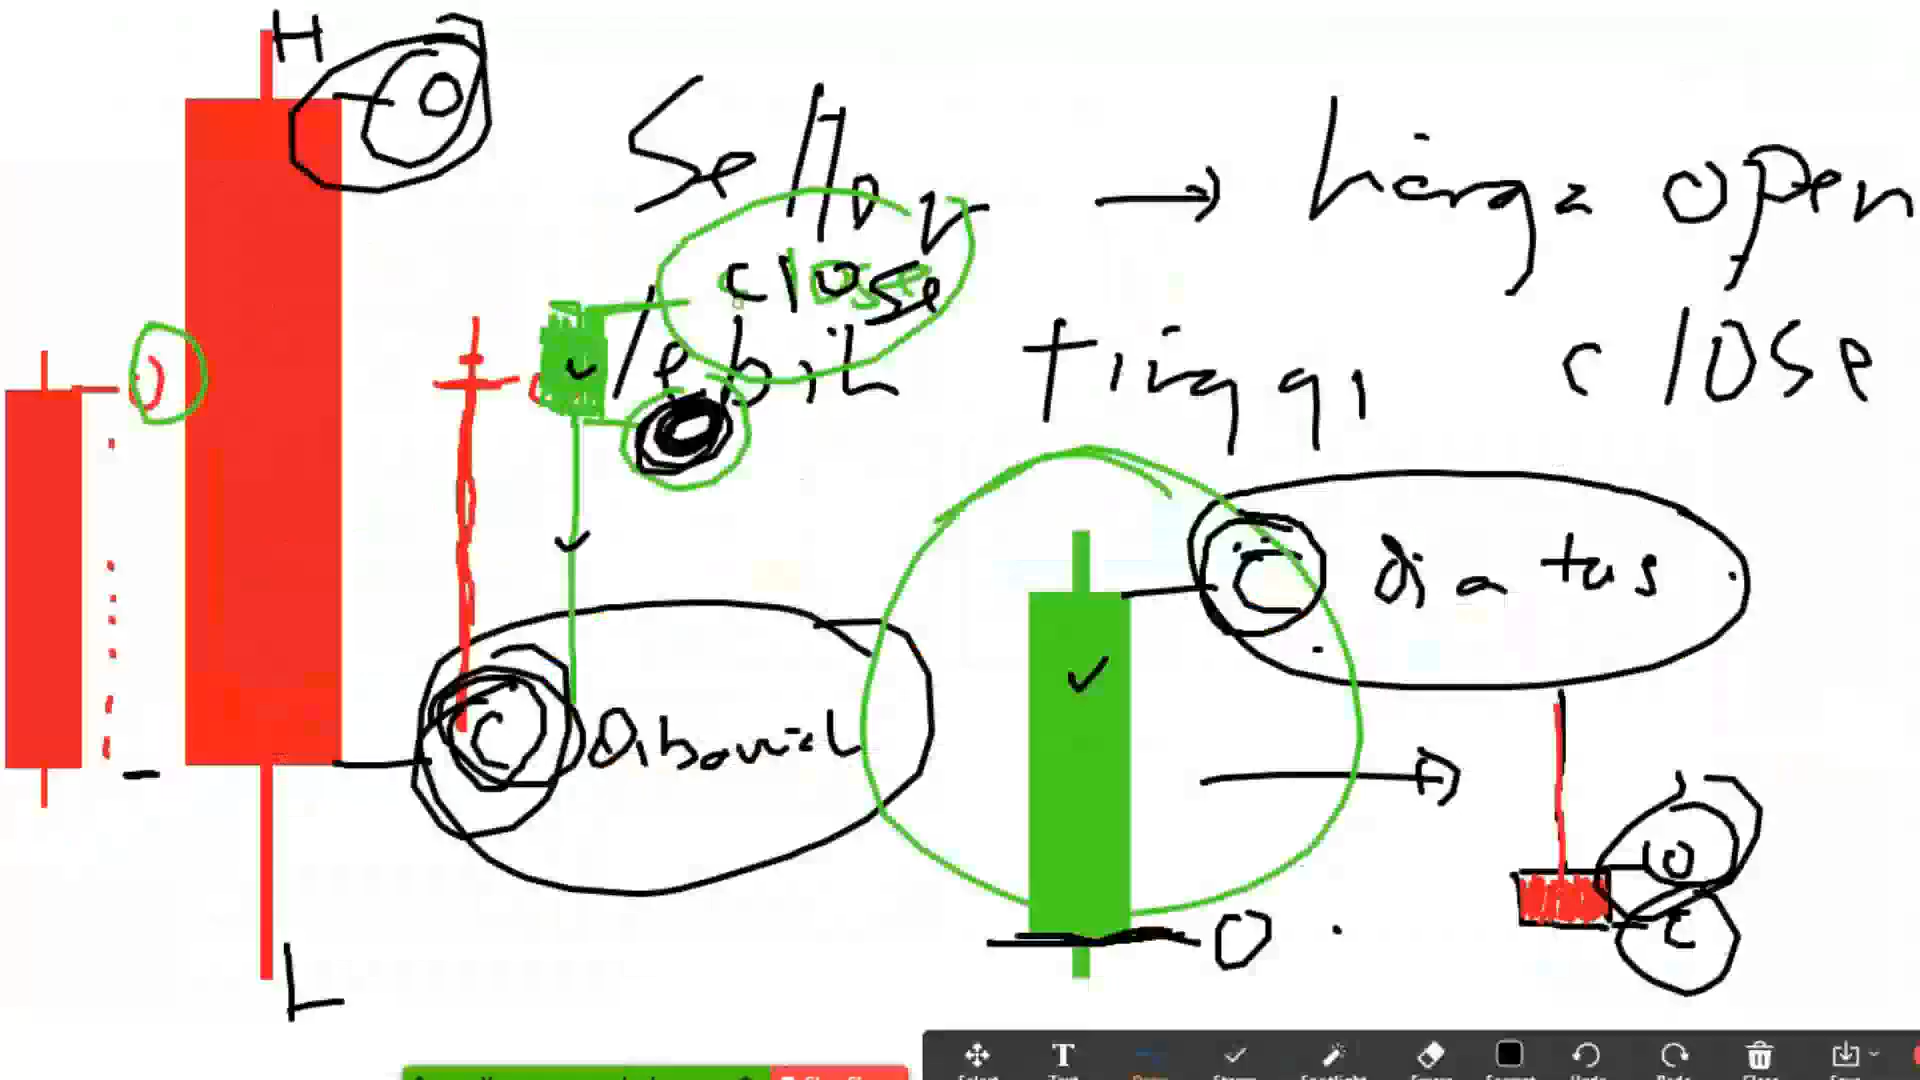 H
O
Seller → harga open
close
lebih tinggi close
C Diatas
C Dibawah
O
C
O
L